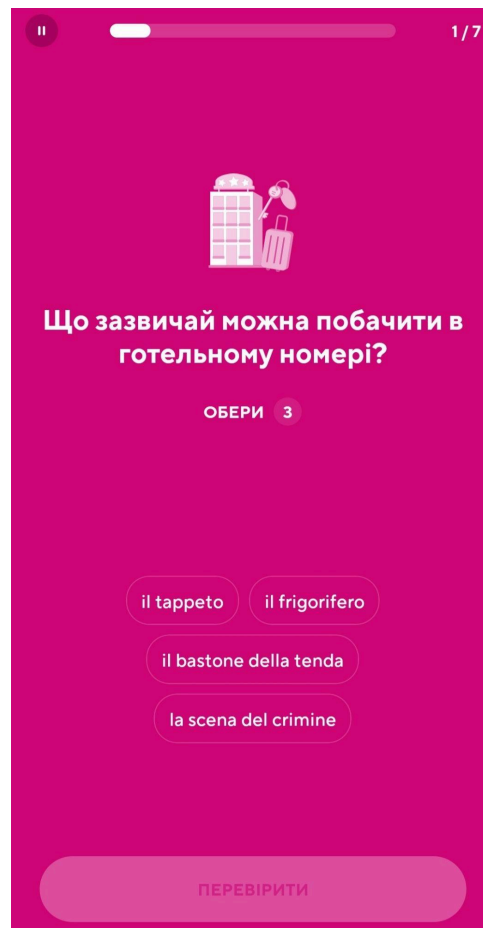 1/7
Що зазвичай можна побачити в
готельному номері?
ОБЕРИ 3
il tappeto il frigorifero
il bastone della tenda
la scena del crimine
ПЕРЕВІРИТИ